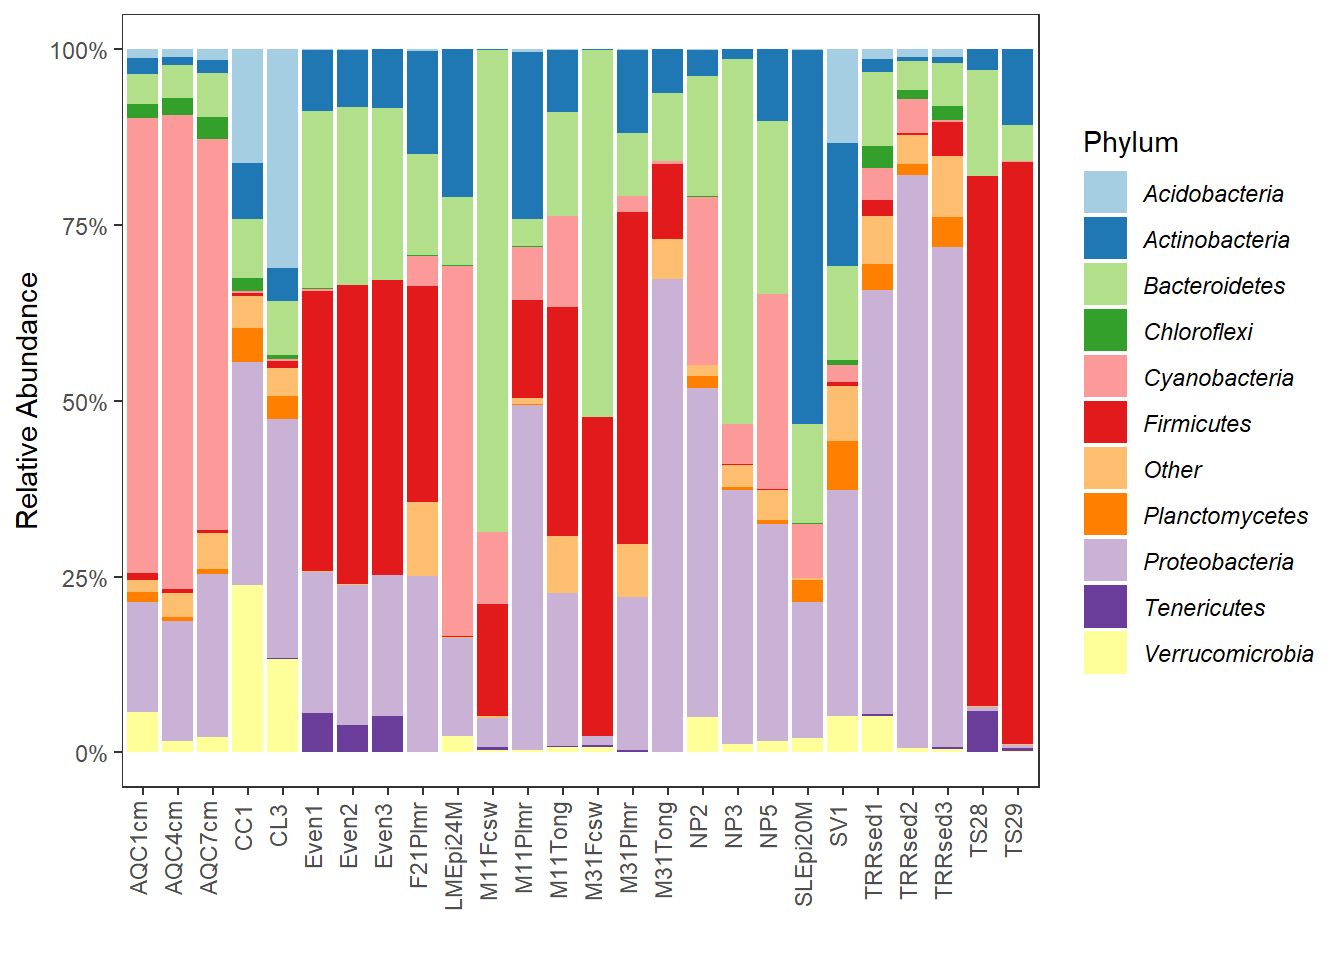 100%
75%
50%
25%
0%
Relative Abundance
AQC1cm
AQC4cm
AQC7cm
CC1
CL3
Even1
Even2
Even3
F21Plmr
LMEpi24M
M11Fcsw
M11Plmr
M11Tong
M31Fcsw
M31Plmr
M31Tong
NP2
NP3
NP5
SLEpi20M
SV1
TRRsed1
TRRsed2
TRRsed3
TS28
TS29
Phylum
Acidobacteria
Actinobacteria
Bacteroidetes
Chloroflexi
Cyanobacteria
Firmicutes
Other
Planctomycetes
Proteobacteria
Tenericutes
Verrucomicrobia